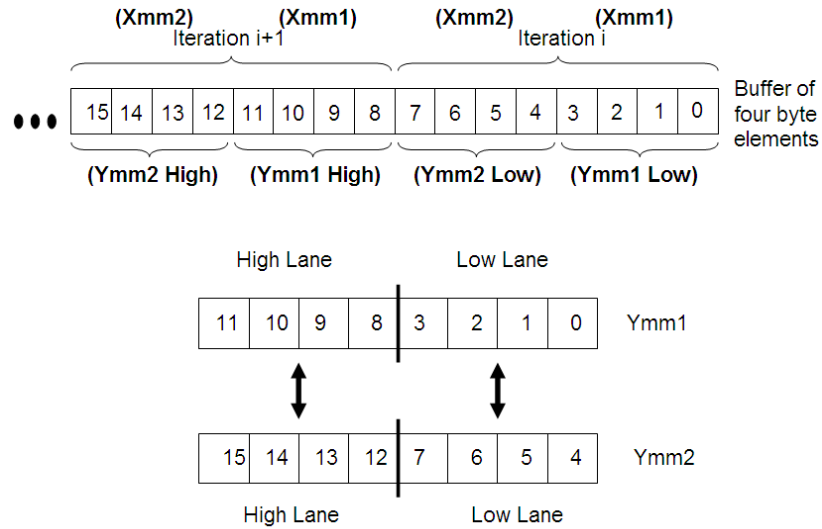 (Xmm2) (Xmm1) (Xmm2) (Xmm1)
Iteration i+1 Iteration i
15 14 13 12 11 10 9 8 7 6 5 4 3 2 1 0
Buffer of
four byte
elements
(Ymm2 High) (Ymm1 High) (Ymm2 Low) (Ymm1 Low)
High Lane Low Lane
11 10 9 8 3 2 1 0 Ymm1
15 14 13 12 7 6 5 4 Ymm2
High Lane Low Lane